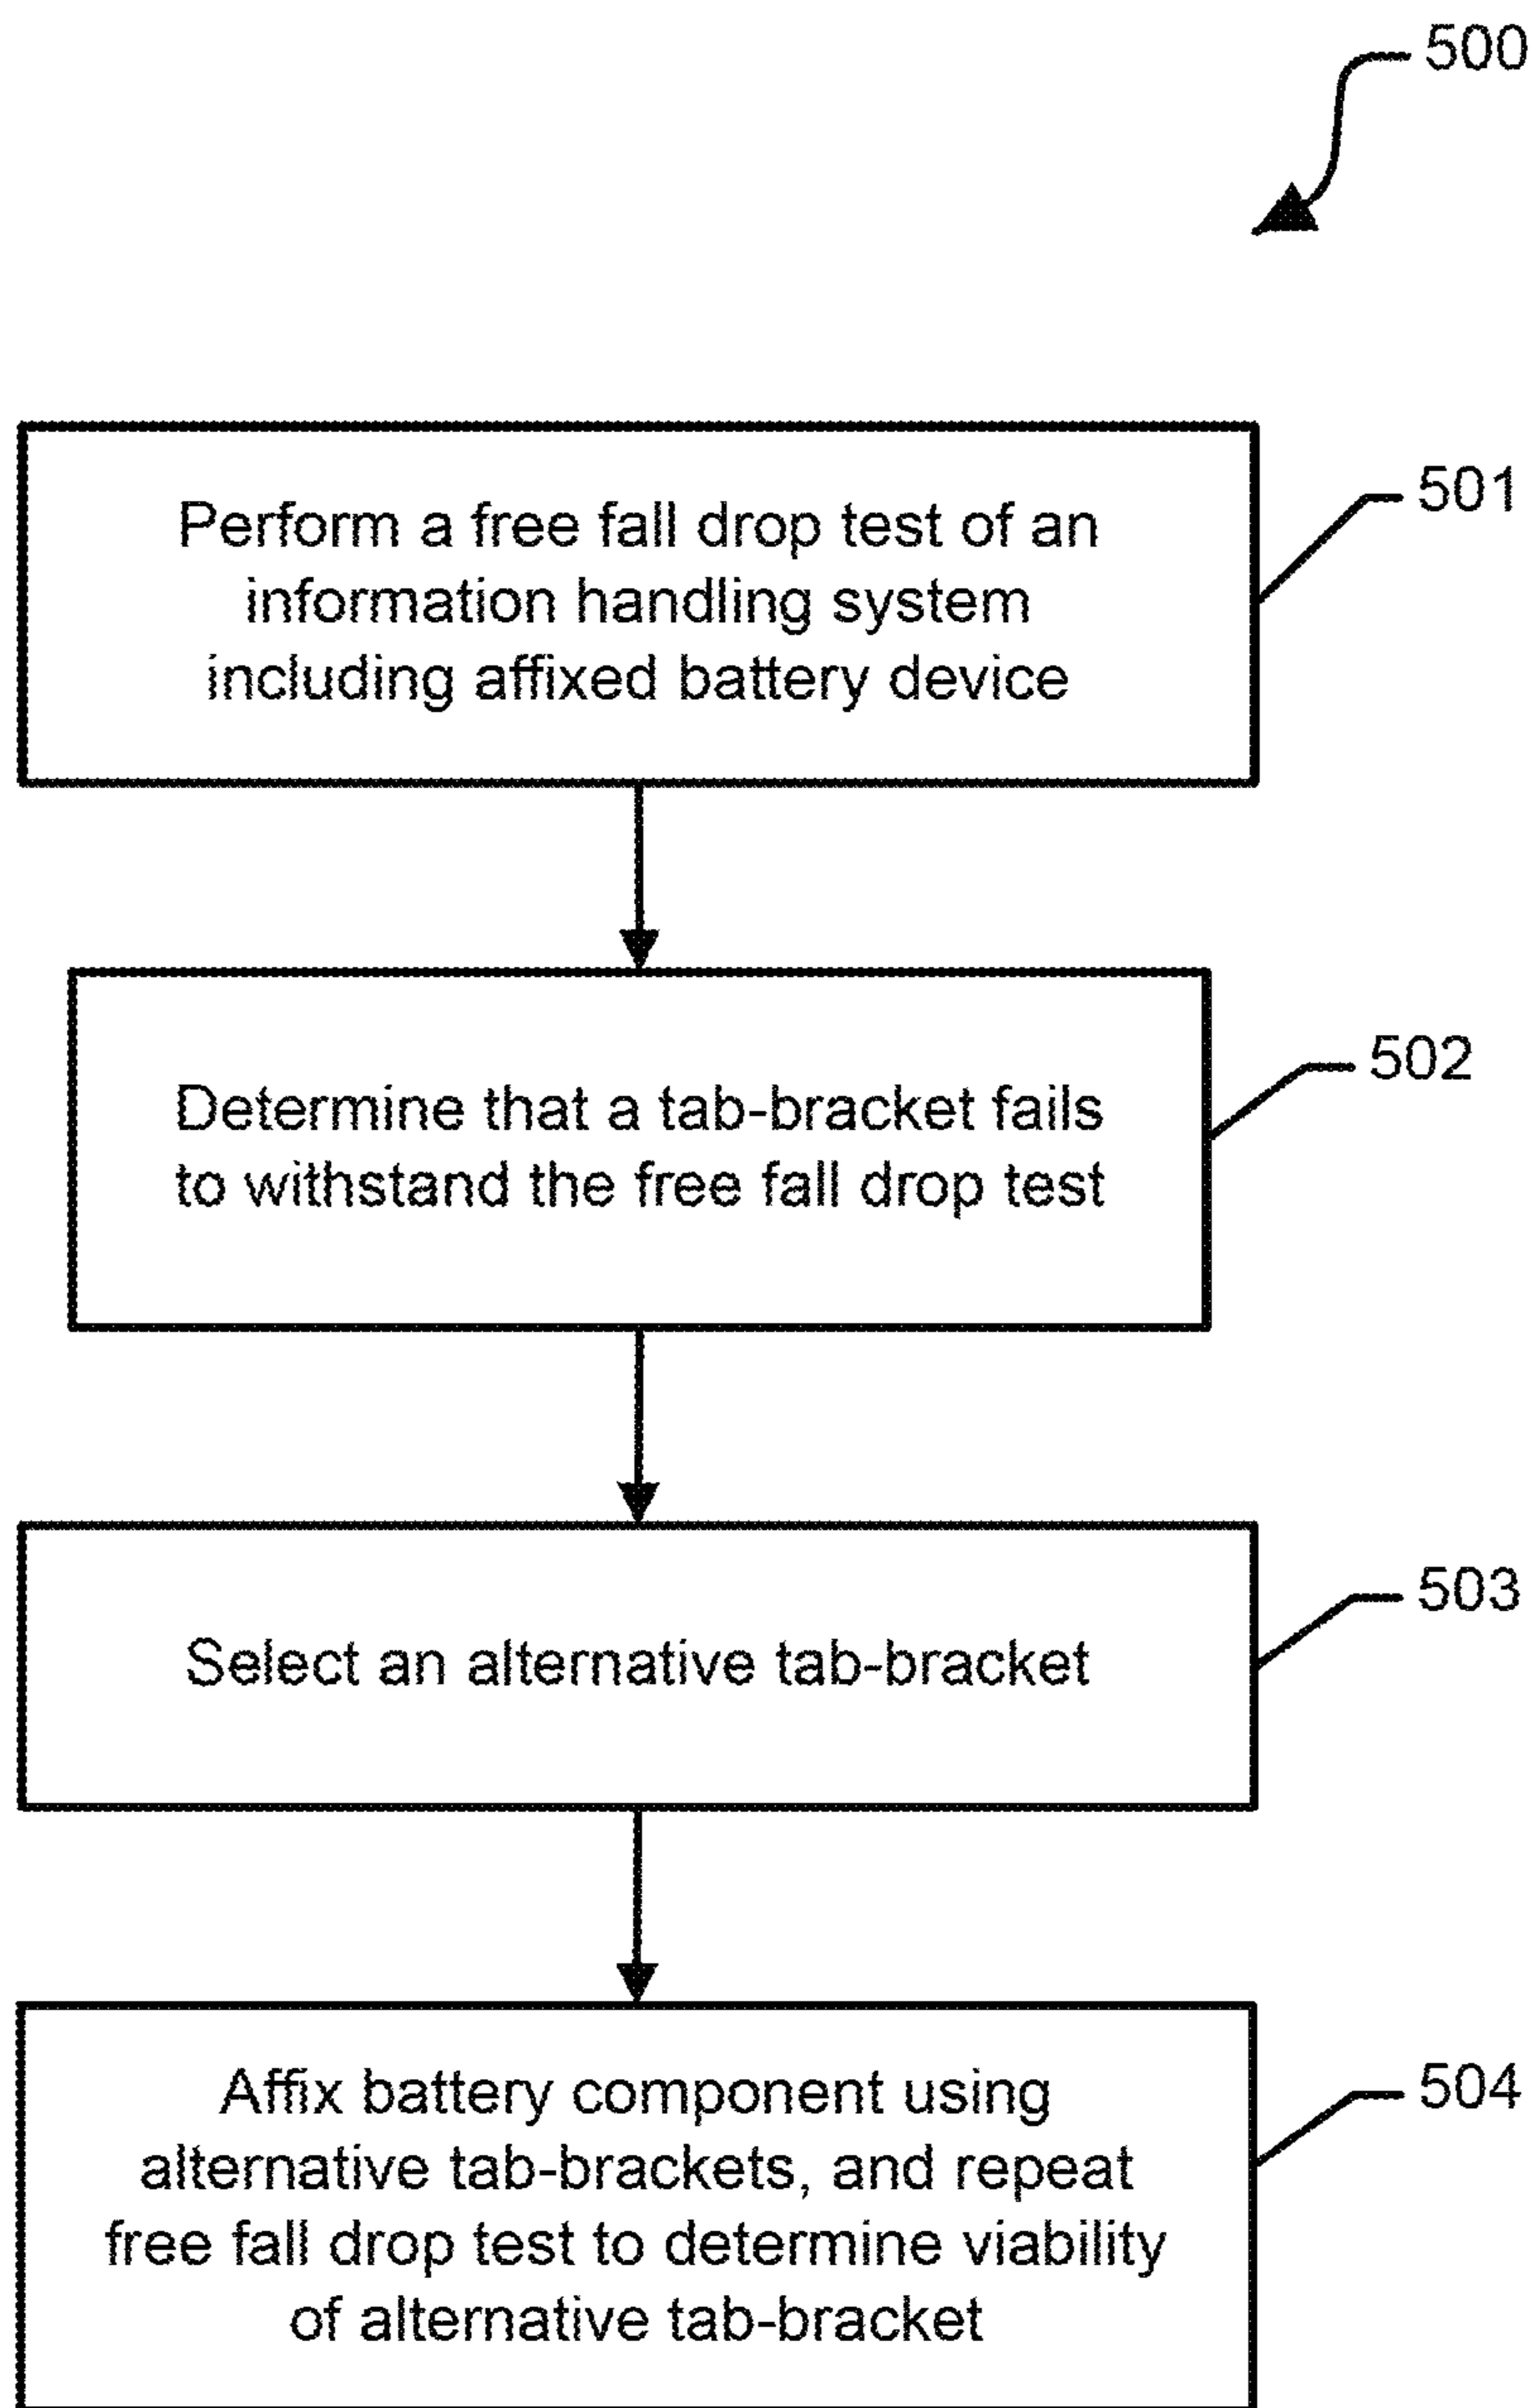 500
Perform a free fall drop test of an
information handling system
including affixed battery device
501
Determine that a tab-bracket fails
to withstand the free fall drop test
502
Select an alternative tab-bracket
503
Affix battery component using
alternative tab-brackets, and repeat
free fall drop test to determine viability
of alternative tab-bracket
504